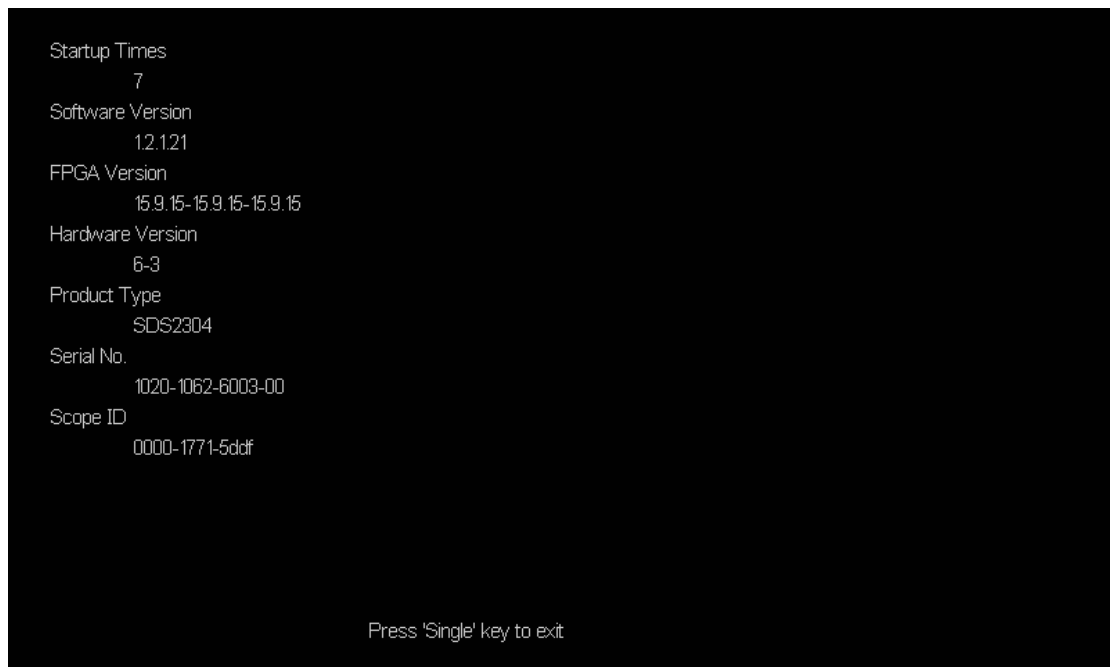 Startup Times
7
Software Version
1.2.1.21
FPGA Version
15.9.15-15.9.15-15.9.15
Hardware Version
6-3
Product Type
SDS2304
Serial No.
1020-1062-6003-00
Scope ID
0000-1771-5ddf
Press 'Single' key to exit